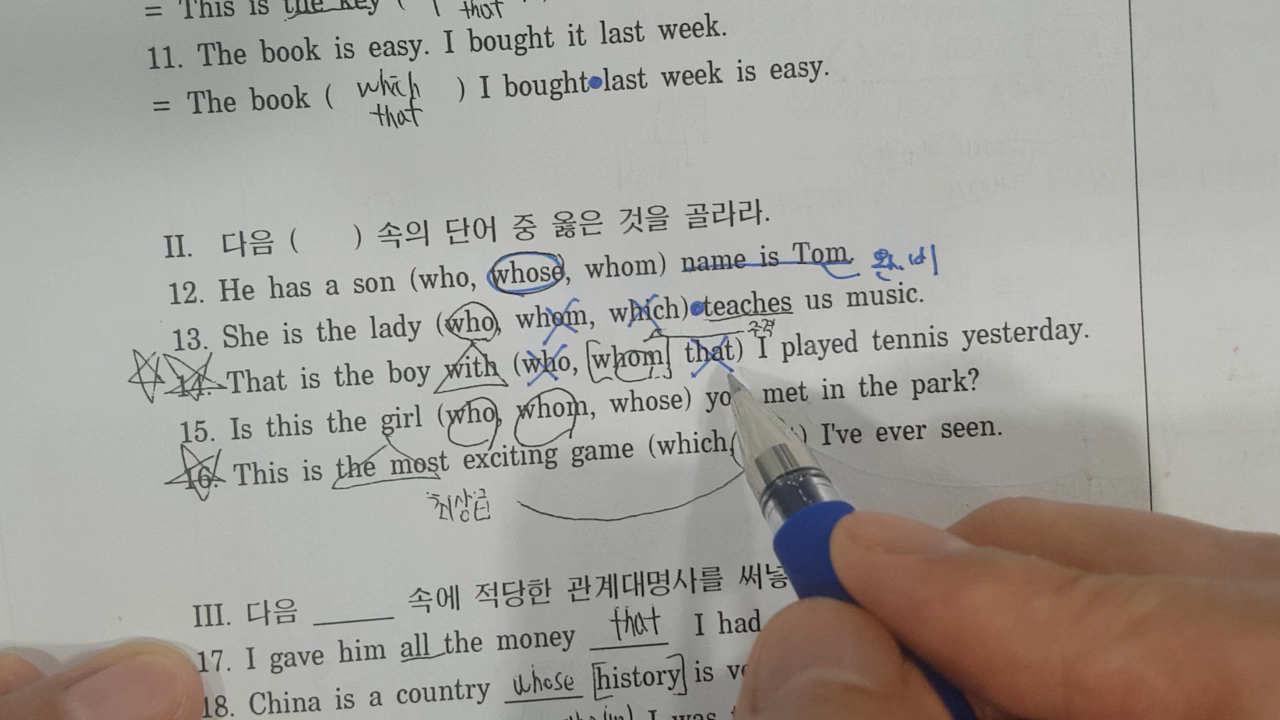 = This is the key ( that
11. The book is easy. I bought it last week.
= The book ( which ) I bought last week is easy.
that
II. 다음 ( ) 속의 단어 중 옳은 것을 골라라.
12. He has a son (who, whose, whom) name is Tom. 완.비
13. She is the lady (who, whom, which) teaches us music.
14. That is the boy with (who, whom, that) I played tennis yesterday.
15. Is this the girl (who, whom, whose) you met in the park?
16. This is the most exciting game (which, ) I've ever seen.
최상급
III. 다음 속에 적당한 관계대명사를 써넣
17. I gave him all the money that I had
18. China is a country whose history is
I was